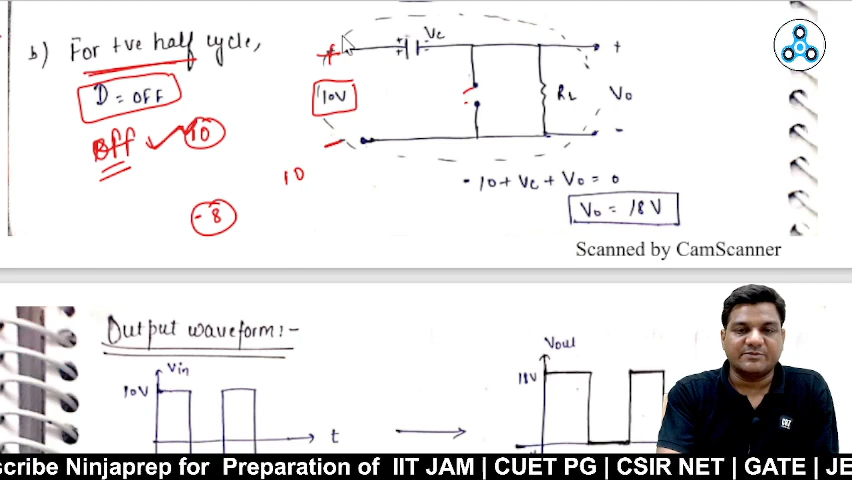 b) For +ve half cycle,
D = OFF
Off
10
10
- 8
+
10V
-
+
-
Vc
RL
+
Vo
-
- 10 + Vc + Vo = 0
Vo = 18 V
Scanned by CamScanner
Output waveform:-
Vin
10V
t
Vout
18V
scribe Ninjaprep for Preparation of IIT JAM | CUET PG | CSIR NET | GATE | JE